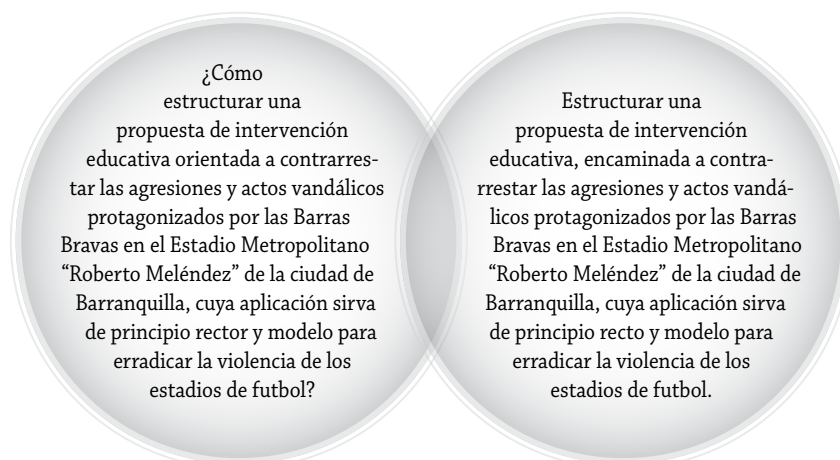 ¿Cómo
estructurar una
propuesta de intervención
educativa orientada a contrarres-
tar las agresiones y actos vandálicos
protagonizados por las Barras
Bravas en el Estadio Metropolitano
“Roberto Meléndez” de la ciudad de
Barranquilla, cuya aplicación sirva
de principio rector y modelo para
erradicar la violencia de los
estadios de futbol?
Estructurar una
propuesta de intervención
educativa, encaminada a contra-
rrestar las agresiones y actos vandá-
licos protagonizados por las Barras
Bravas en el Estadio Metropolitano
“Roberto Meléndez” de la ciudad de
Barranquilla, cuya aplicación sirva
de principio recto y modelo para
erradicar la violencia de los
estadios de futbol.